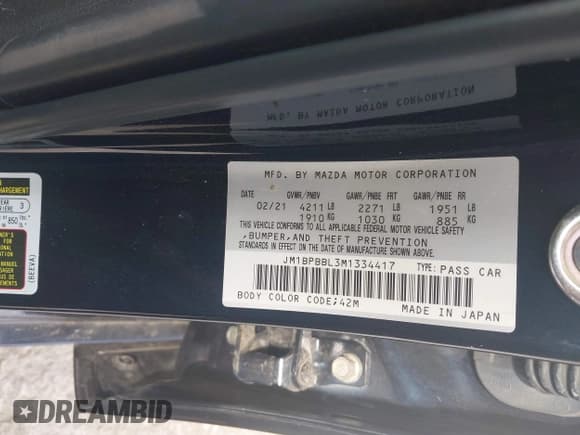 MFD. BY MAZDA MOTOR CORPORATION
DATE GVWR/PNBV GAWR/PNBE FRT GAWR/PNBE RR
02/21 4211 LB 2271 LB 1951 LB
1910 KG 1030 KG 885 KG
THIS VEHICLE CONFORMS TO ALL APPLICABLE FEDERAL MOTOR VEHICLE SAFETY
,BUMPER,AND THEFT PREVENTION
STANDARDS IN EFFECT ON THE DATE OF MANUFACTURE SHOWN ABOVE.
JM1BPBBL3M1334417 TYPE:PASS CAR
BODY COLOR CODE;42M
MADE IN JAPAN
3
850
(BEEVA)
DREAMBID